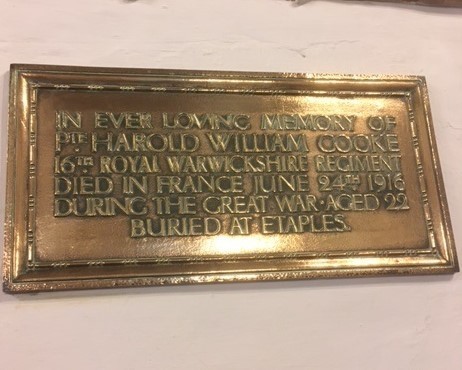 IN EVER LOVING MEMORY OF
PTE HAROLD WILLIAM COOKE
16TH ROYAL WARWICKSHIRE REGIMENT
DIED IN FRANCE JUNE 24TH 1916
DURING THE GREAT WAR · AGED 22
BURIED AT ETAPLES.